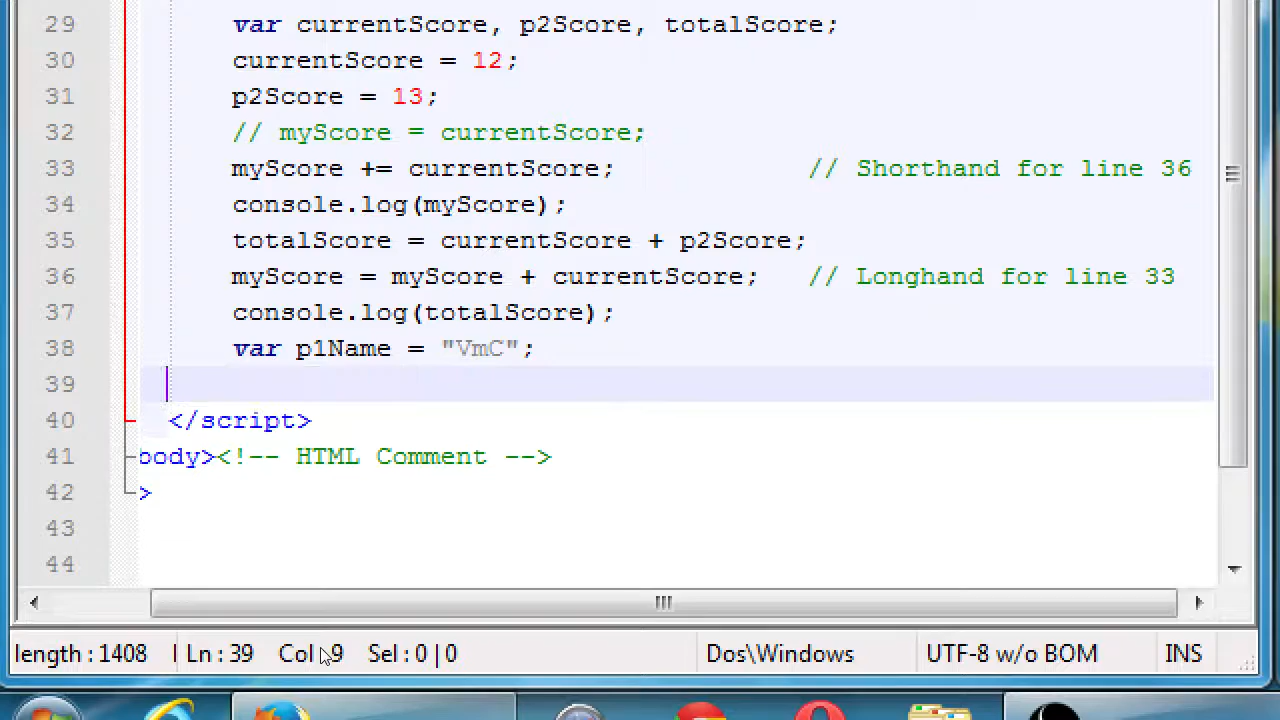 29 var currentScore, p2Score, totalScore;
30 currentScore = 12;
31 p2Score = 13;
32 // myScore = currentScore;
33 myScore += currentScore; // Shorthand for line 36
34 console.log(myScore);
35 totalScore = currentScore + p2Score;
36 myScore = myScore + currentScore; // Longhand for line 33
37 console.log(totalScore);
38 var p1Name = "VmC";
39
40 </script>
41 body><!-- HTML Comment -->
42 >
43
44
length : 1408 Ln : 39 Col : 9 Sel : 0 | 0 Dos\Windows UTF-8 w/o BOM INS